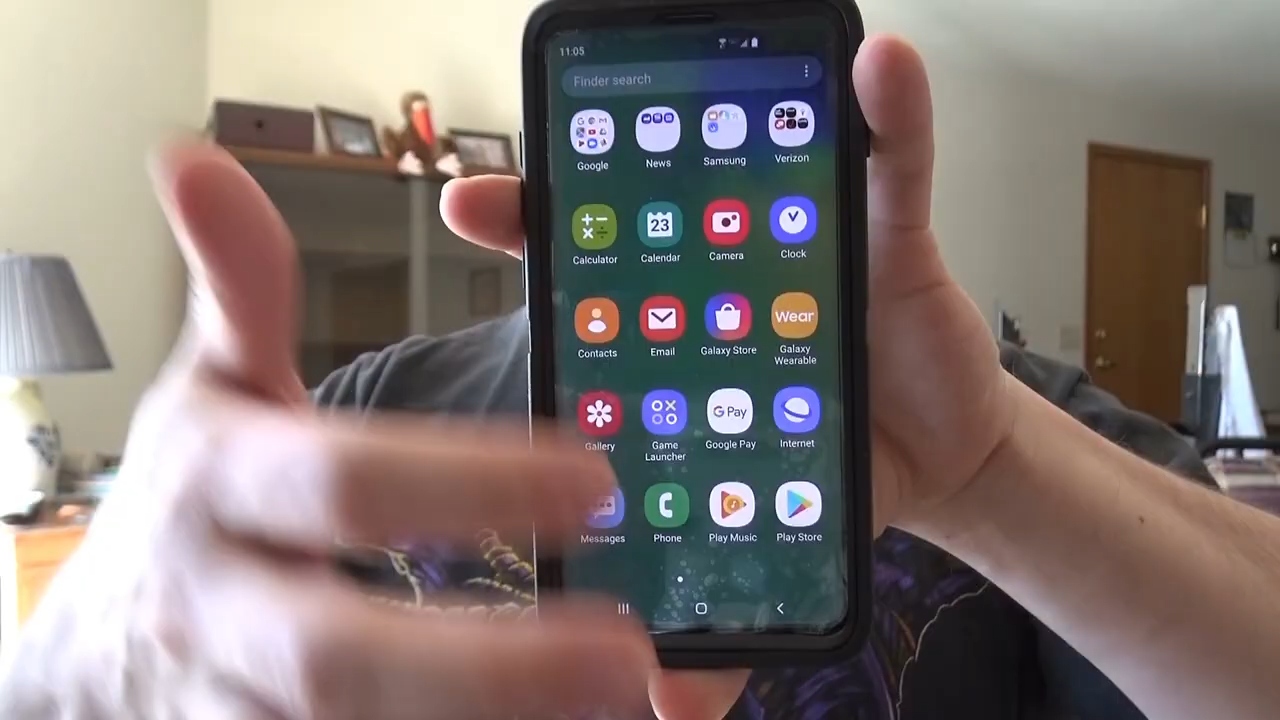 11:05
Finder search
Google
News
Samsung
Verizon
23
Calculator
Calendar
Camera
Clock
Wear
Contacts
Email
Galaxy Store
Galaxy
Wearable
G Pay
Gallery
Game
Launcher
Google Pay
Internet
Messages
Phone
Play Music
Play Store